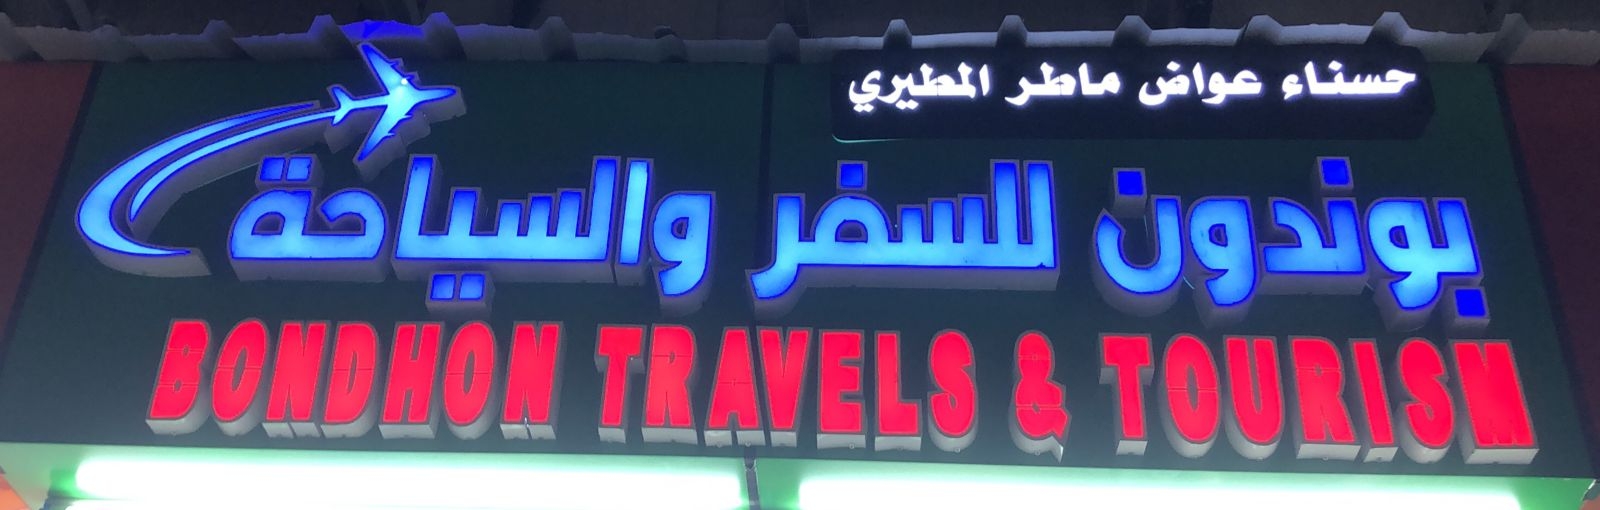 حسناء عواض ماطر المطيري
بوندون للسفر والسياحة
BONDHON TRAVELS & TOURISM